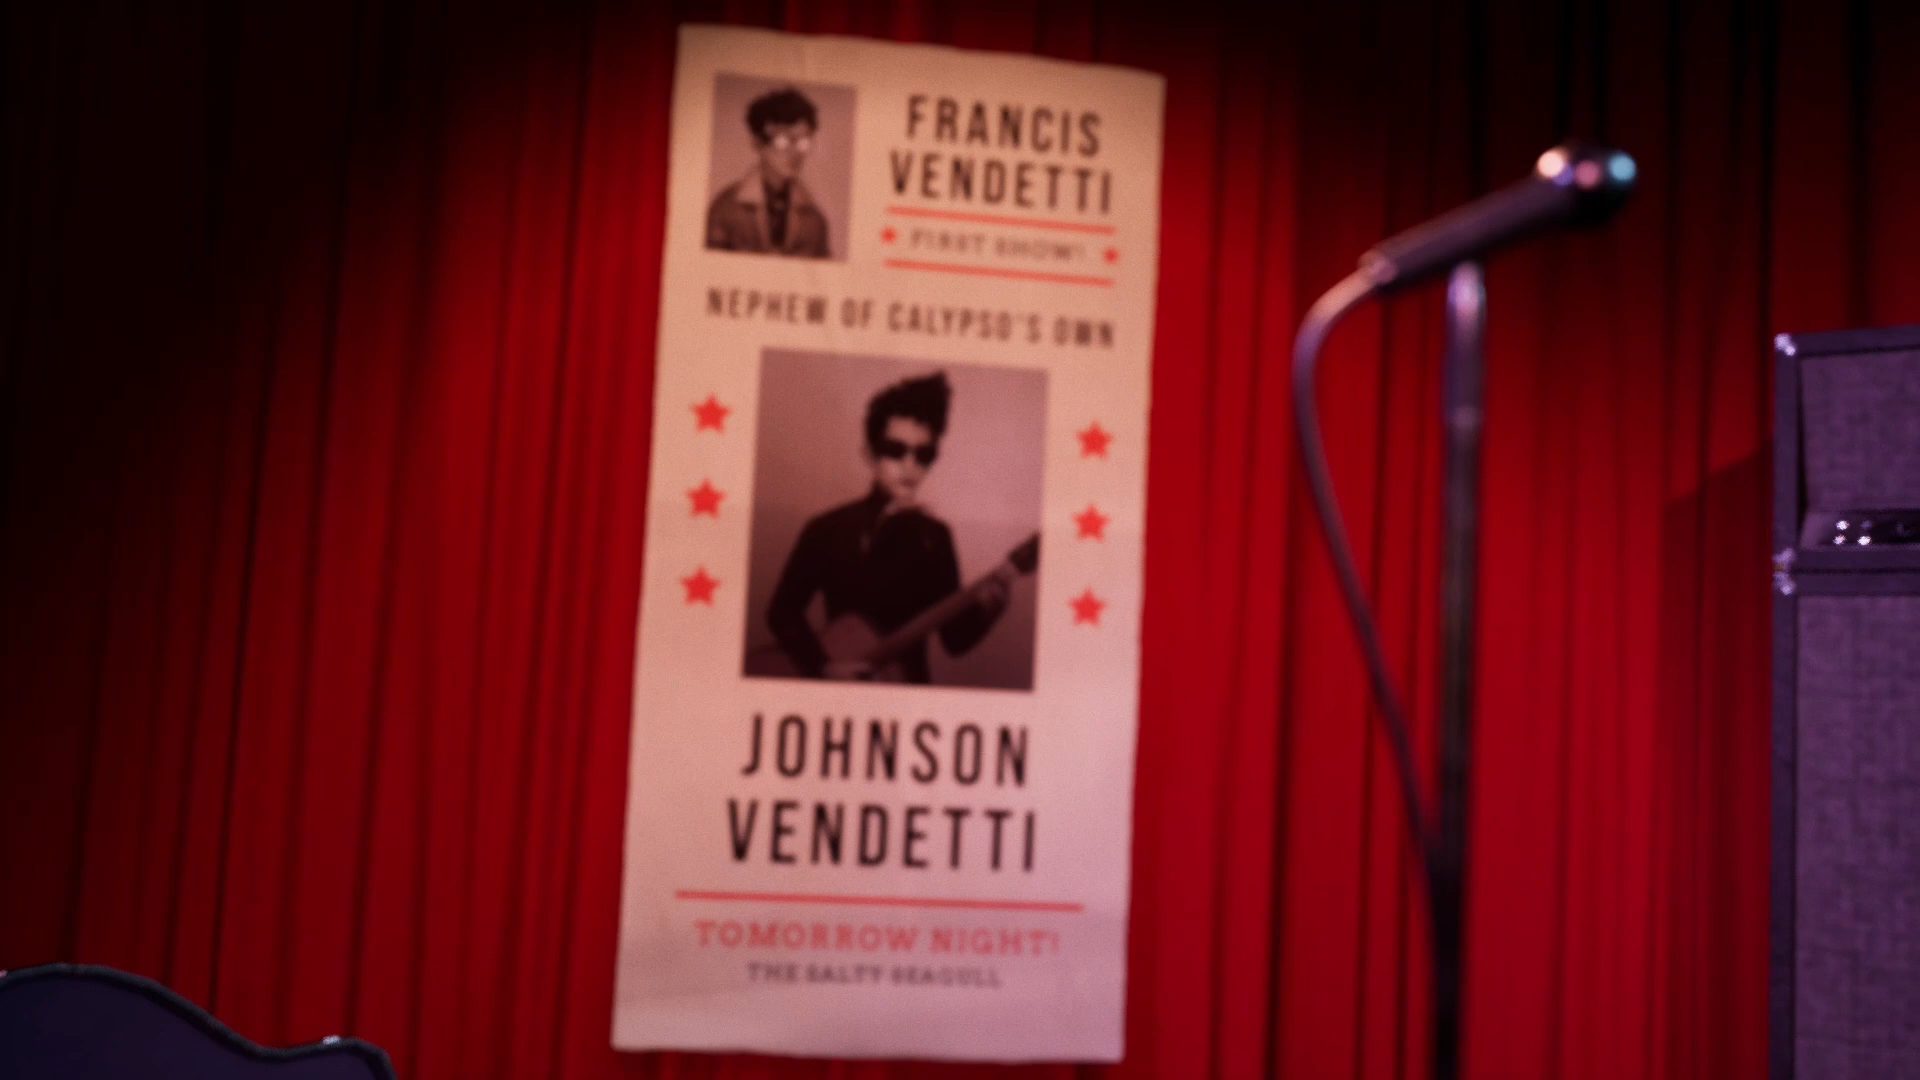 FRANCIS
VENDETTI
FIRST SHOW!
NEPHEW OF CALYPSO'S OWN
JOHNSON
VENDETTI
TOMORROW NIGHT!
THE SALTY SEAGULL